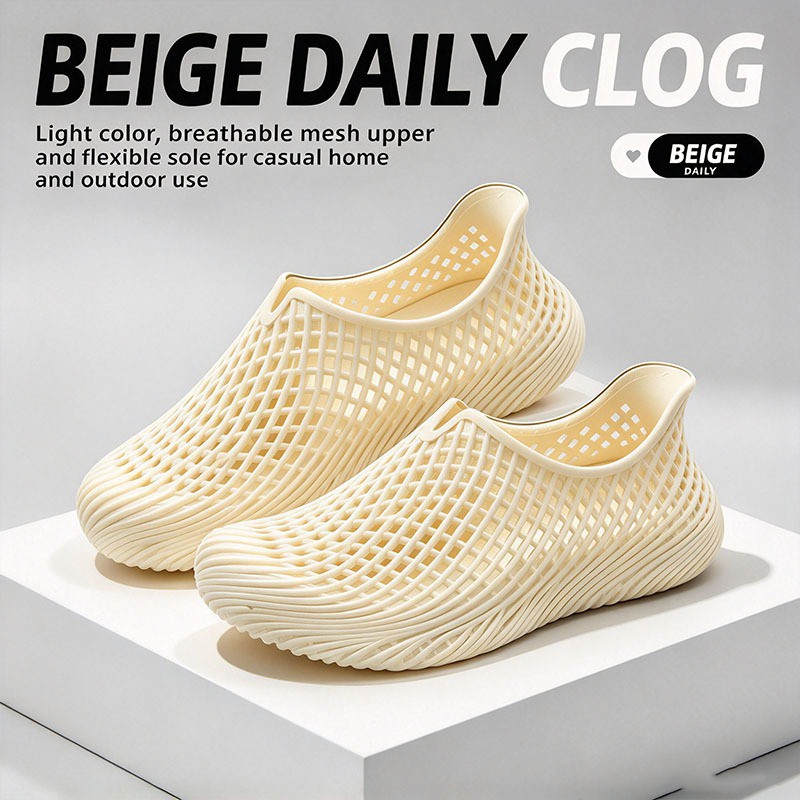 BEIGE DAILY CLOG
Light color, breathable mesh upper
and flexible sole for casual home
and outdoor use
BEIGE
DAILY